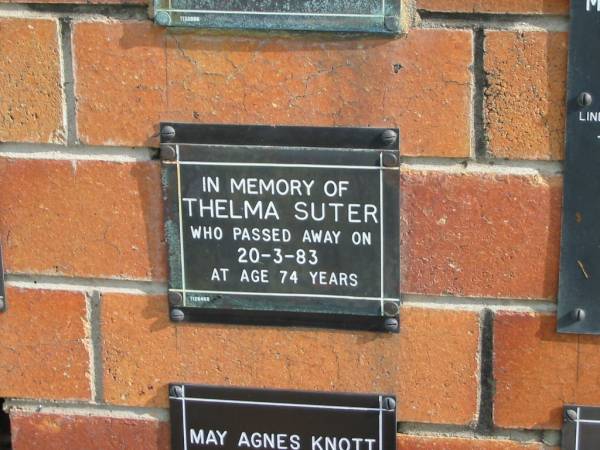 IN MEMORY OF
THELMA SUTER
WHO PASSED AWAY ON
20-3-83
AT AGE 74 YEARS
MAY AGNES KNOTT